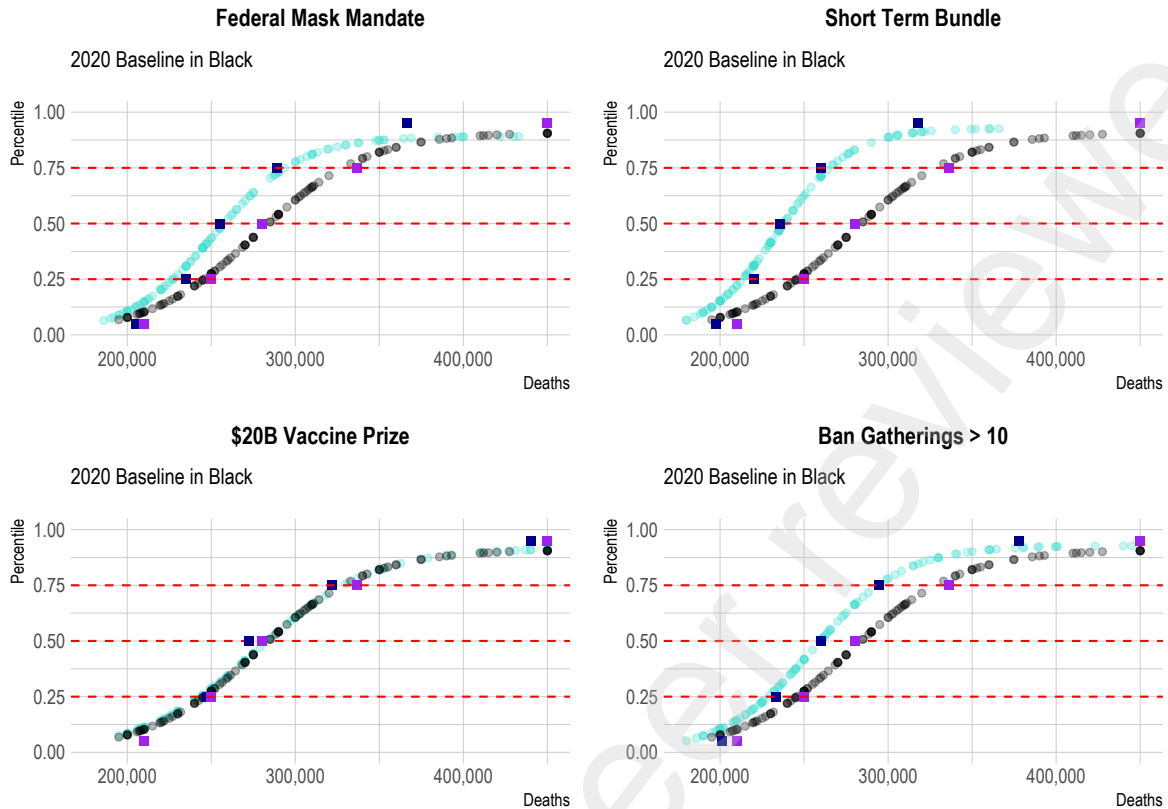 Federal Mask Mandate
2020 Baseline in Black
Percentile
1.00
0.75
0.50
0.25
0.00
200,000 300,000 400,000
Deaths
Short Term Bundle
2020 Baseline in Black
Percentile
1.00
0.75
0.50
0.25
0.00
200,000 300,000 400,000
Deaths
$20B Vaccine Prize
2020 Baseline in Black
Percentile
1.00
0.75
0.50
0.25
0.00
200,000 300,000 400,000
Deaths
Ban Gatherings > 10
2020 Baseline in Black
Percentile
1.00
0.75
0.50
0.25
0.00
200,000 300,000 400,000
Deaths